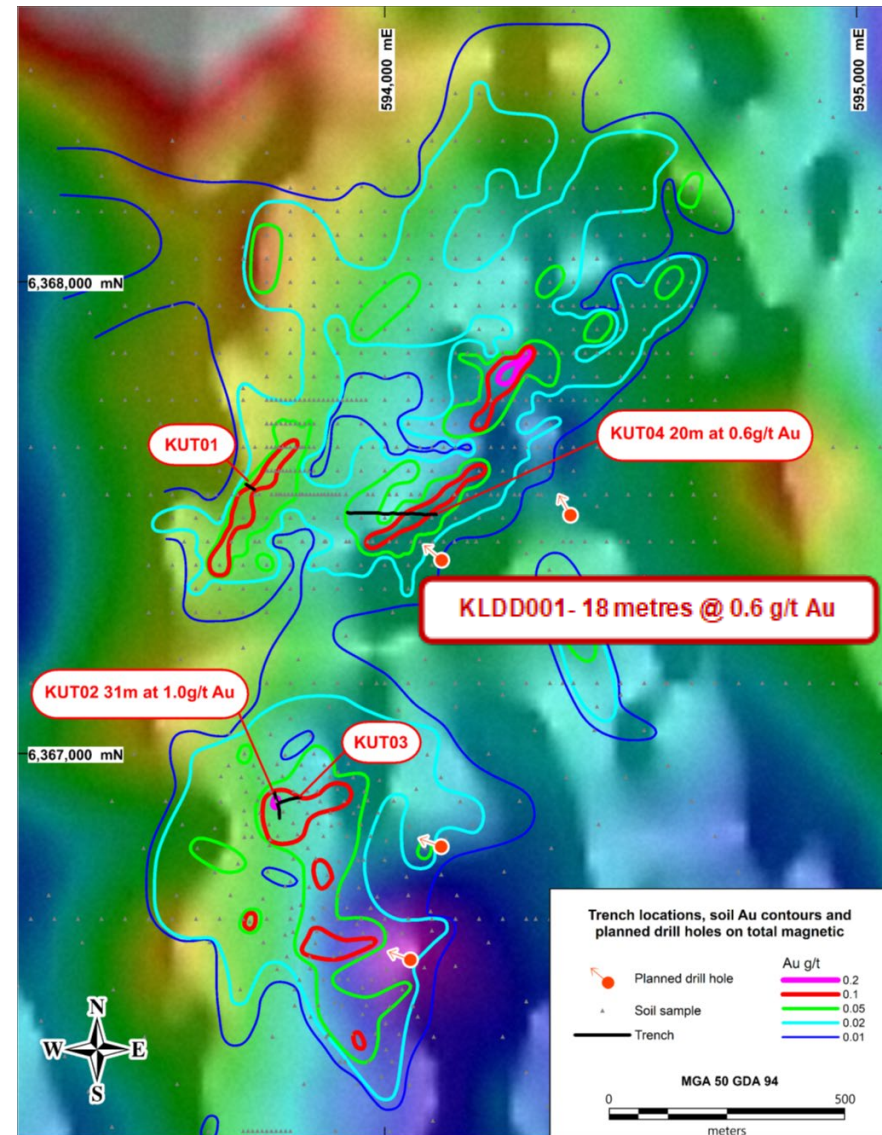 594,000 mE
595,000 mE
6,368,000 mN
KUT01
KUT04 20m at 0.6g/t Au
KLDD001- 18 metres @ 0.6 g/t Au
KUT02 31m at 1.0g/t Au
KUT03
6,367,000 mN
Trench locations, soil Au contours and
planned drill holes on total magnetic
Au g/t
Planned drill hole
Soil sample
Trench
0.2
0.1
0.05
0.02
0.01
MGA 50 GDA 94
0 500
meters
N
W E
S